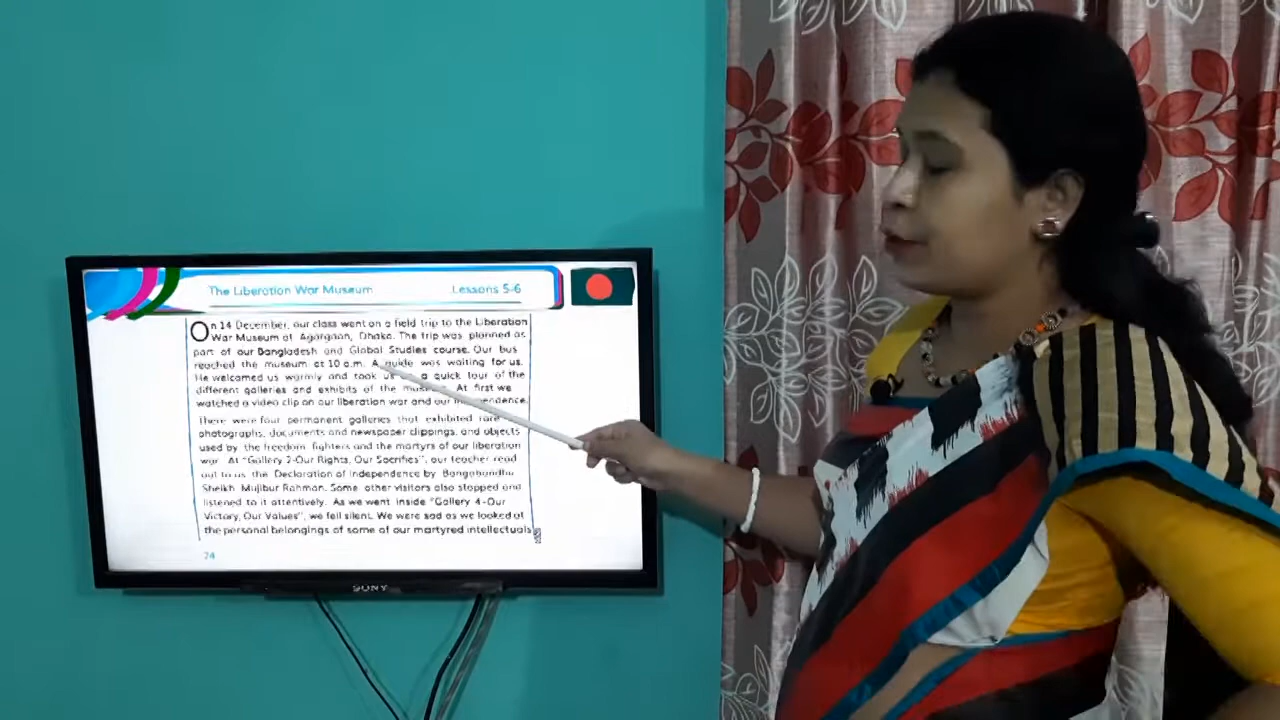 The Liberation War Museum Lessons 5-6
On 14 December, our class went on a field trip to the Liberation
War Museum at Agargaon, Dhaka. The trip was planned as
part of our Bangladesh and Global Studies course. Our bus
reached the museum at 10 a.m. A guide was waiting for us.
He welcomed us warmly and took us a quick tour of the
different galleries and exhibits of the At first we
watched a video clip on our liberation war and our
There were four permanent galleries that exhibited rare
photographs, documents and newspaper clippings, and objects
used by the freedom fighters and the martyrs of our liberation
war. At "Gallery 2-Our Rights, Our Sacrifies", our teacher read
out to us the Declaration of Independence by Bangabandhu
Sheikh Mujibur Rahman. Some other visitors also stopped and
listened to it attentively. As we went inside "Gallery 4-Our
Victory, Our Values", we fell silent. We were sad as we looked at
the personal belongings of some of our martyred intellectuals
24
SONY